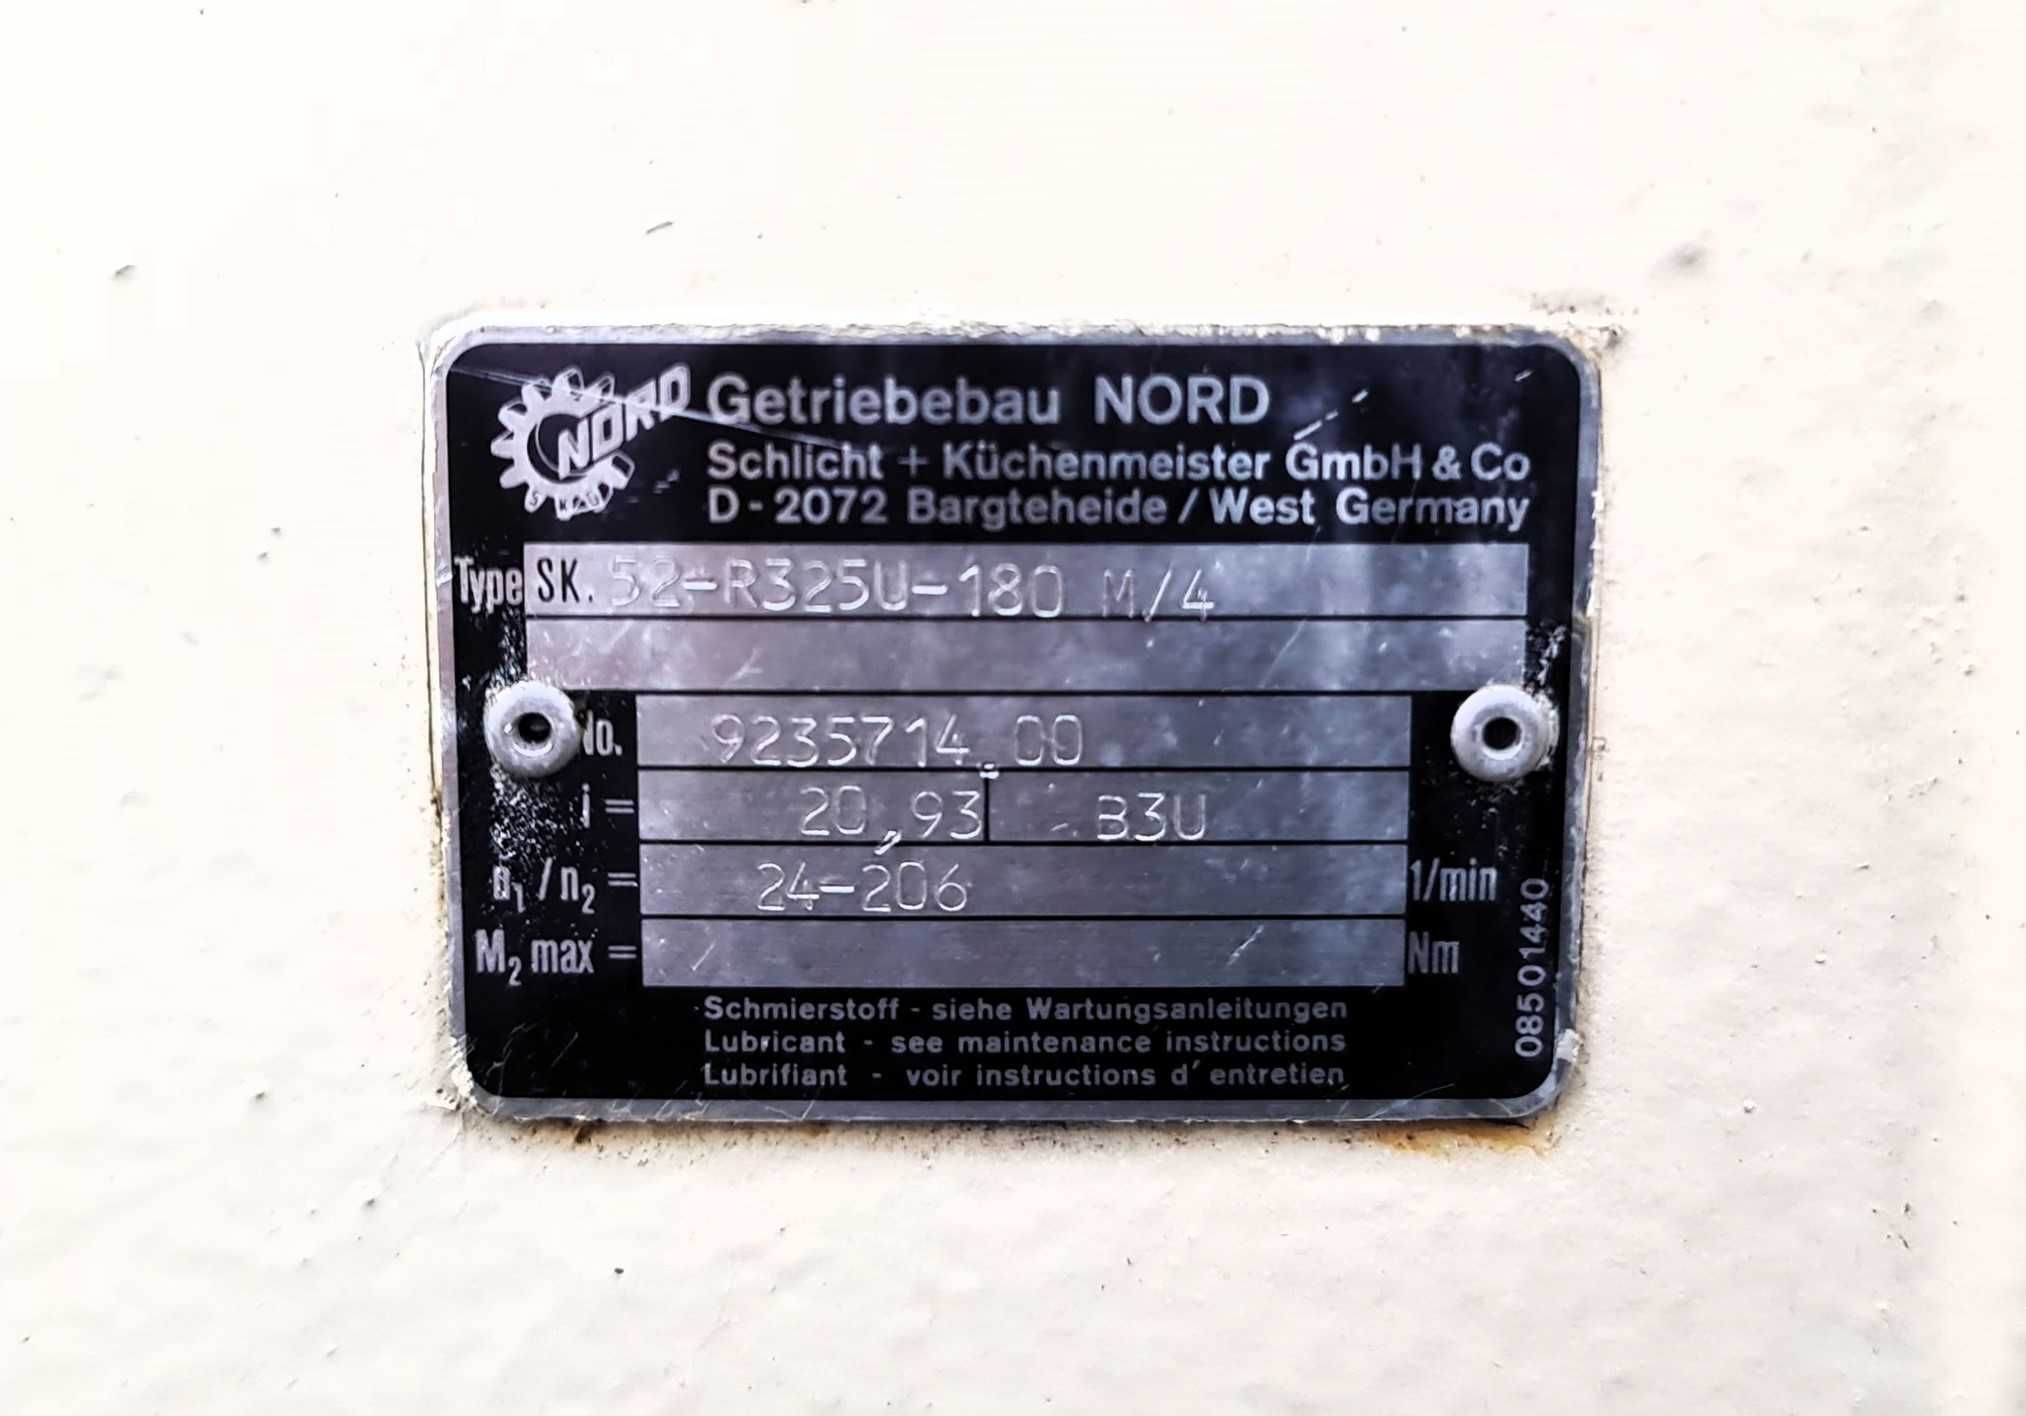 NORD
SKG
Getriebebau NORD
Schlicht + Küchenmeister GmbH & Co
D - 2072 Bargteheide / West Germany
Type SK. 52-R325U-180 M/4
No. 9235714.00
i = 20,93 B3U
n₁ / n₂ = 24-206 1/min
M₂ max = Nm
08501440
Schmierstoff - siehe Wartungsanleitungen
Lubricant - see maintenance instructions
Lubrifiant - voir instructions d'entretien